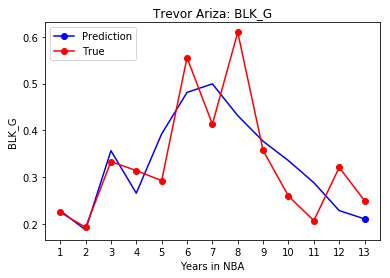 Trevor Ariza: BLK_G
Prediction
True
BLK_G
0.6
0.5
0.4
0.3
0.2
1 2 3 4 5 6 7 8 9 10 11 12 13
Years in NBA